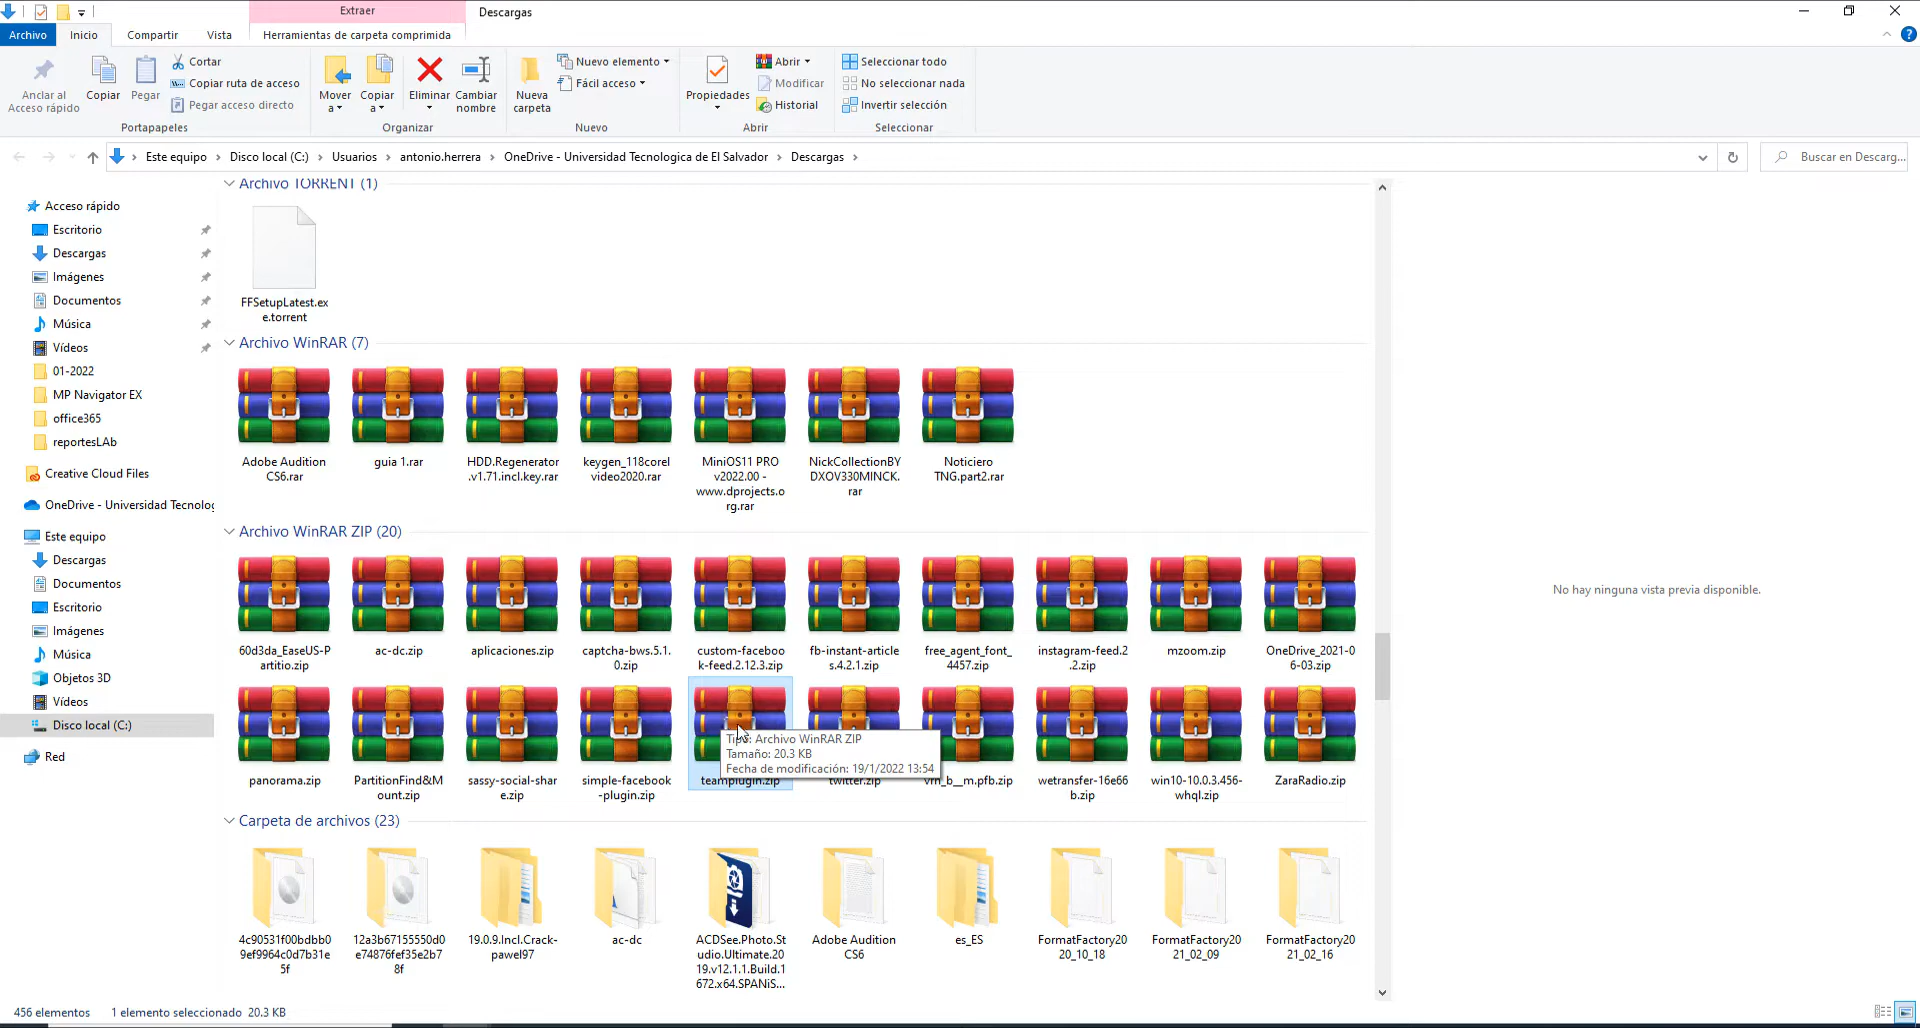 Extraer
Descargas
Archivo
Inicio
Compartir
Vista
Herramientas de carpeta comprimida
Anclar al
Acceso rápido
Copiar
Pegar
Cortar
Copiar ruta de acceso
Pegar acceso directo
Portapapeles
Mover
a
Copiar
a
Eliminar
Cambiar
nombre
Organizar
Nueva
carpeta
Nuevo elemento
Fácil acceso
Nuevo
Propiedades
Abrir
Modificar
Historial
Abrir
Seleccionar todo
No seleccionar nada
Invertir selección
Seleccionar
Este equipo
Disco local (C:)
Usuarios
antonio.herrera
OneDrive - Universidad Tecnologica de El Salvador
Descargas
Buscar en Descarg...
Acceso rápido
Escritorio
Descargas
Imágenes
Documentos
Música
Vídeos
01-2022
MP Navigator EX
office365
reportesLAb
Creative Cloud Files
OneDrive - Universidad Tecnolog
Este equipo
Descargas
Documentos
Escritorio
Imágenes
Música
Objetos 3D
Vídeos
Disco local (C:)
Red
Archivo TORRENT (1)
FFSetupLatest.ex
e.torrent
Archivo WinRAR (7)
Adobe Audition
CS6.rar
guia 1.rar
HDD.Regenerator
.v1.71.incl.key.rar
keygen_118corel
video2020.rar
MiniOS11 PRO
v2022.00 -
www.dprojects.o
rg.rar
NickCollectionBY
DXOV330MINCK.
rar
Noticiero
TNG.part2.rar
Archivo WinRAR ZIP (20)
60d3da_EaseUS-P
artitio.zip
ac-dc.zip
aplicaciones.zip
captcha-bws.5.1.
0.zip
custom-faceboo
k-feed.2.12.3.zip
fb-instant-article
s.4.2.1.zip
free_agent_font_
4457.zip
instagram-feed.2.
.2.zip
mzoom.zip
OneDrive_2021-0
6-03.zip
panorama.zip
PartitionFind&M
ount.zip
sassy-social-shar
e.zip
simple-facebook
-plugin.zip
teamplugin.zip
twitter.zip
vrn_b__m.pfb.zip
wetransfer-16e66
b.zip
win10-10.0.3.456-
whql.zip
ZaraRadio.zip
Tipo: Archivo WinRAR ZIP
Tamaño: 20.3 KB
Fecha de modificación: 19/1/2022 13:54
Carpeta de archivos (23)
4c90531f00bdbb0
9ef9964c0d7b31e
5f
12a3b67155550d0
e74876fef35e2b7
8f
19.0.9.Incl.Crack-
pawel97
ac-dc
ACDSee.Photo.St
udio.Ultimate.20
19.v12.1.1.Build.1
672.x64.SPANiS...
Adobe Audition
CS6
es_ES
FormatFactory20
20_10_18
FormatFactory20
21_02_09
FormatFactory20
21_02_16
No hay ninguna vista previa disponible.
456 elementos
1 elemento seleccionado 20.3 KB